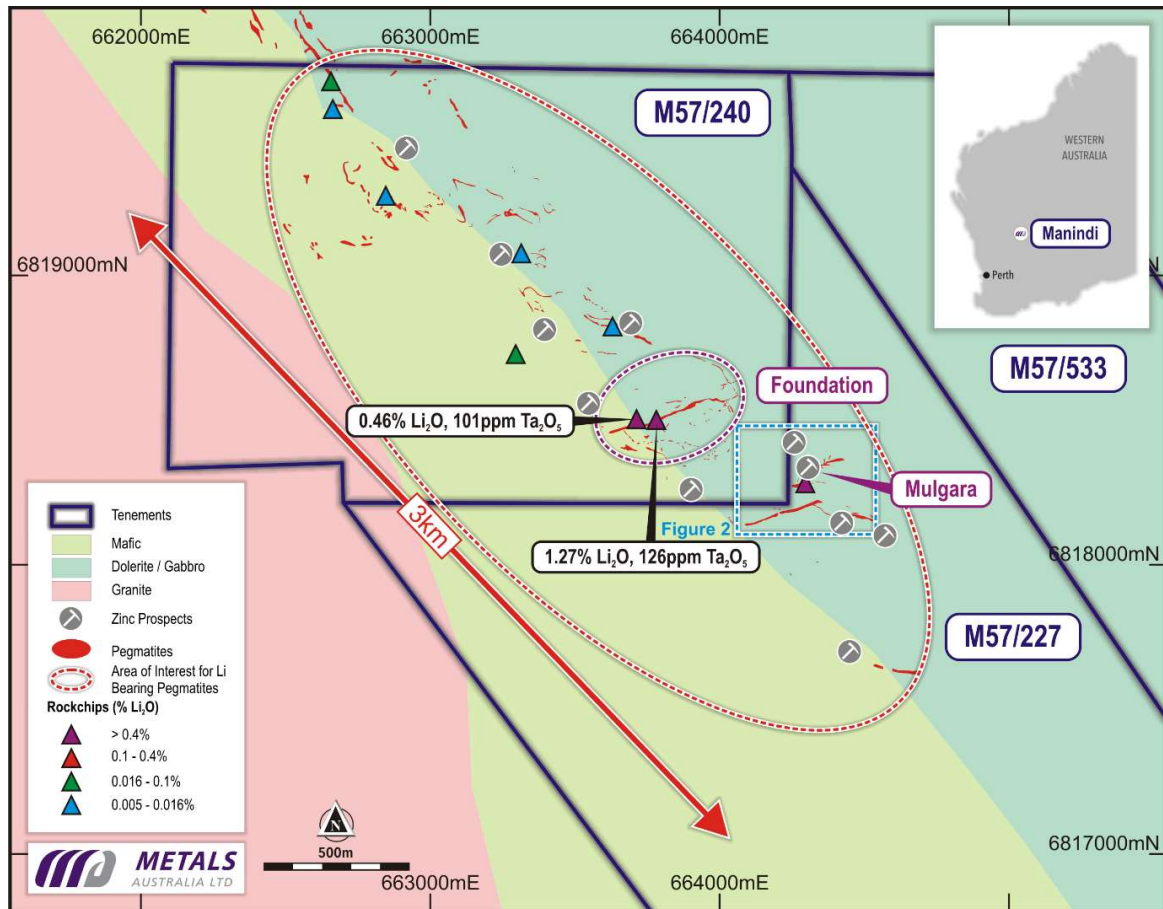 662000mE
663000mE
664000mE
M57/240
WESTERN
AUSTRALIA
Manindi
Perth
6819000mN
N
M57/533
Foundation
0.46% Li₂O, 101ppm Ta₂O₅
Mulgara
Figure 2
3km
1.27% Li₂O, 126ppm Ta₂O₅
6818000mN
M57/227
Tenements
Mafic
Dolerite / Gabbro
Granite
Zinc Prospects
Pegmatites
Area of Interest for Li
Bearing Pegmatites
Rockchips (% Li₂O)
> 0.4%
0.1 - 0.4%
0.016 - 0.1%
0.005 - 0.016%
N
500m
6817000mN
METALS
AUSTRALIA LTD
663000mE
664000mE